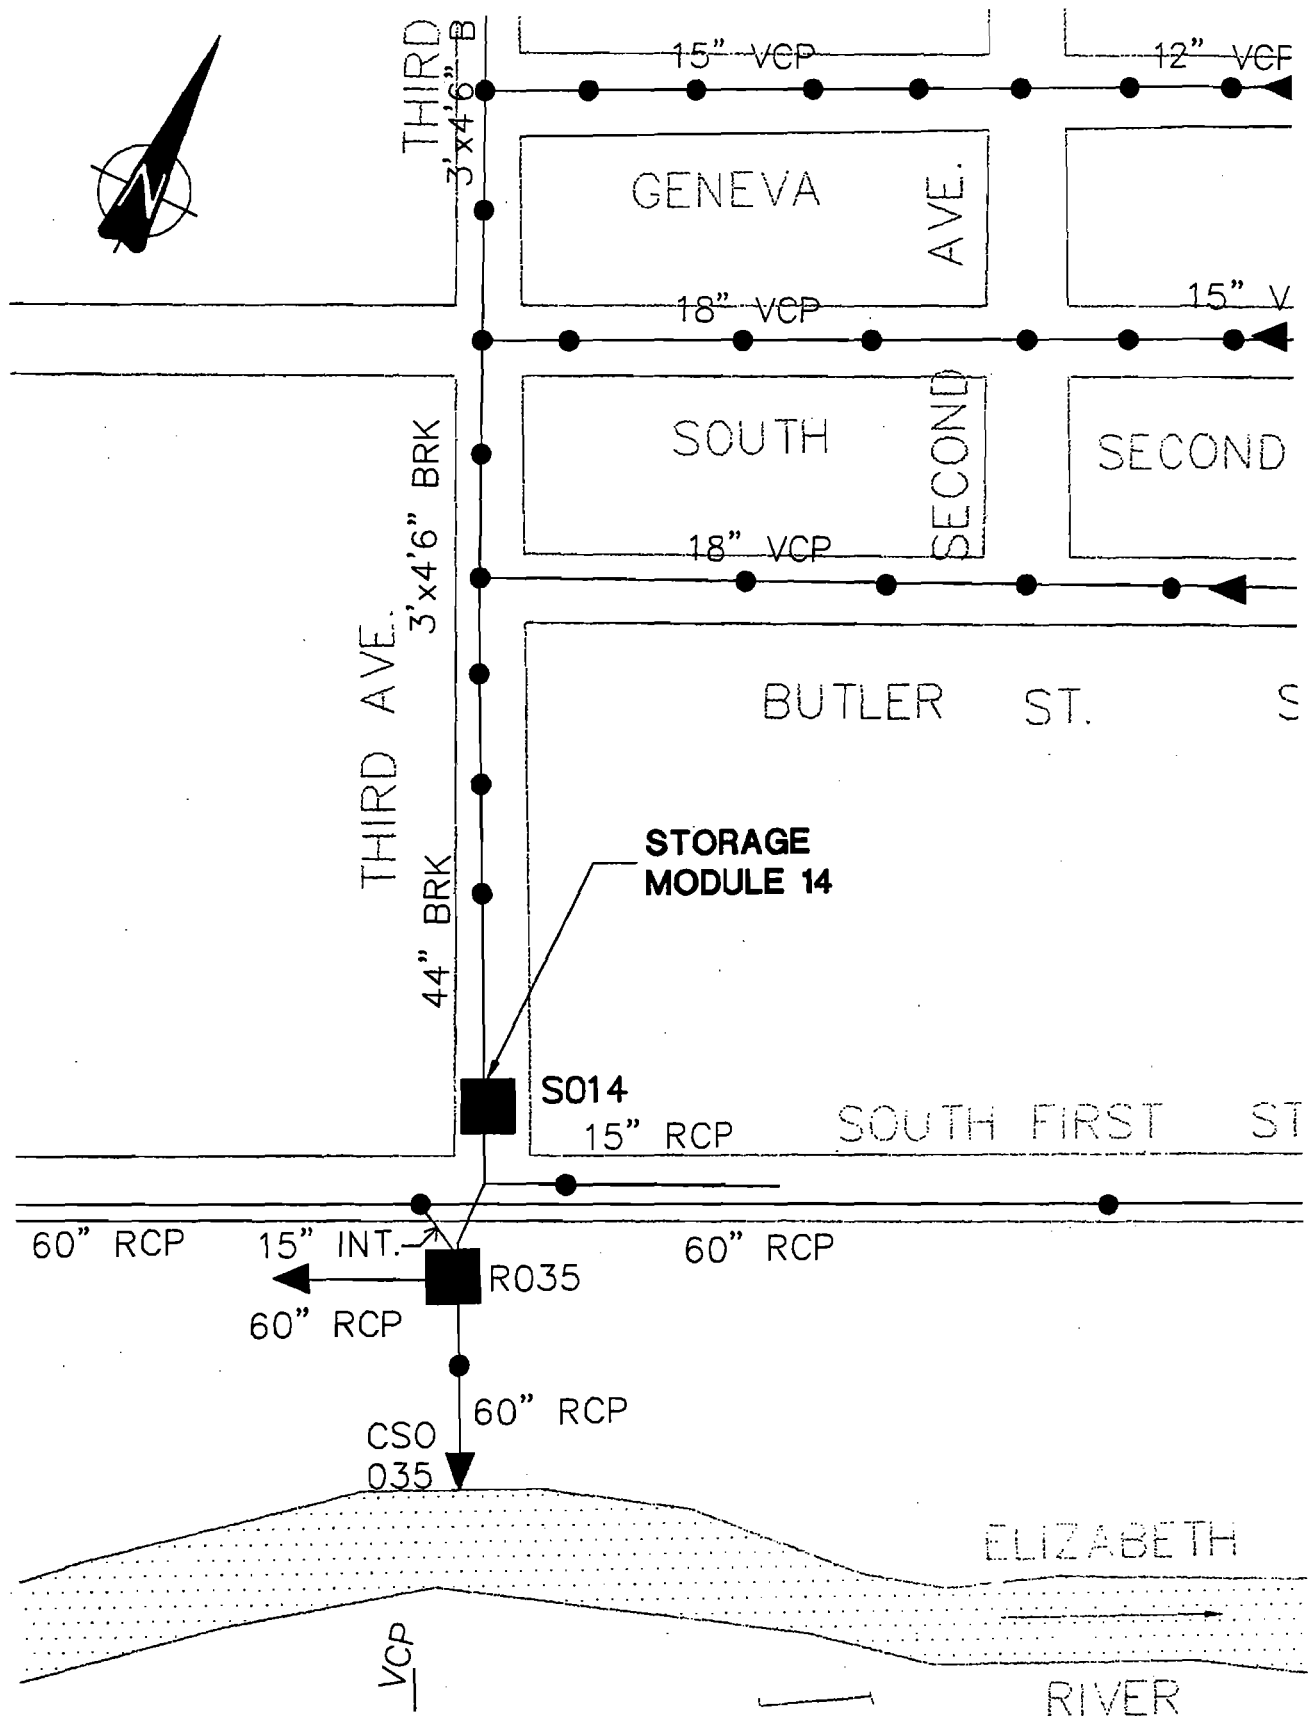 THIRD
3'x4'6" B
15" VCP
12" VCP
N
GENEVA
AVE.
18" VCP
15" V
SOUTH
SECOND
SECOND
3'x4'6" BRK
18" VCP
THIRD AVE.
BUTLER ST. S
STORAGE
MODULE 14
44" BRK
S014
15" RCP
SOUTH FIRST ST
60" RCP
15" INT.
60" RCP
R035
60" RCP
60" RCP
CSO
035
ELIZABETH
VCP
RIVER